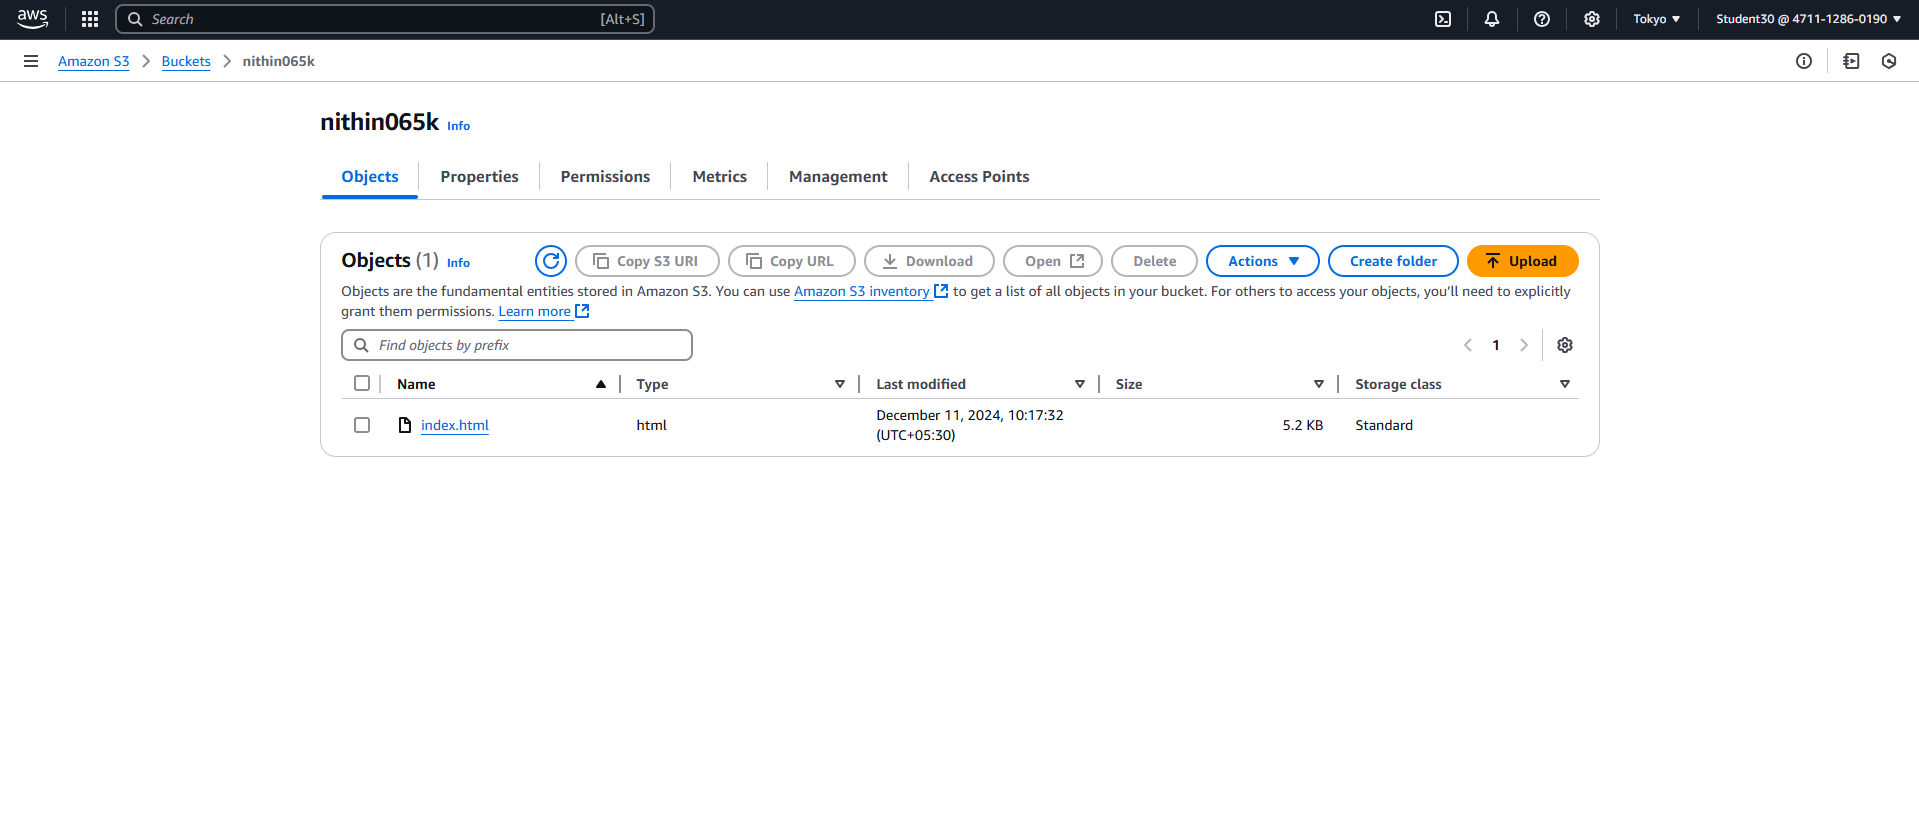 aws Search [Alt+S] Tokyo Student30 @ 4711-1286-0190
Amazon S3 Buckets nithin065k
nithin065k Info
Objects Properties Permissions Metrics Management Access Points
Objects (1) Info Copy S3 URI Copy URL Download Open Delete Actions Create folder Upload
Objects are the fundamental entities stored in Amazon S3. You can use Amazon S3 inventory to get a list of all objects in your bucket. For others to access your objects, you’ll need to explicitly
grant them permissions. Learn more
Find objects by prefix 1
Name Type Last modified Size Storage class
index.html html December 11, 2024, 10:17:32 5.2 KB Standard
(UTC+05:30)